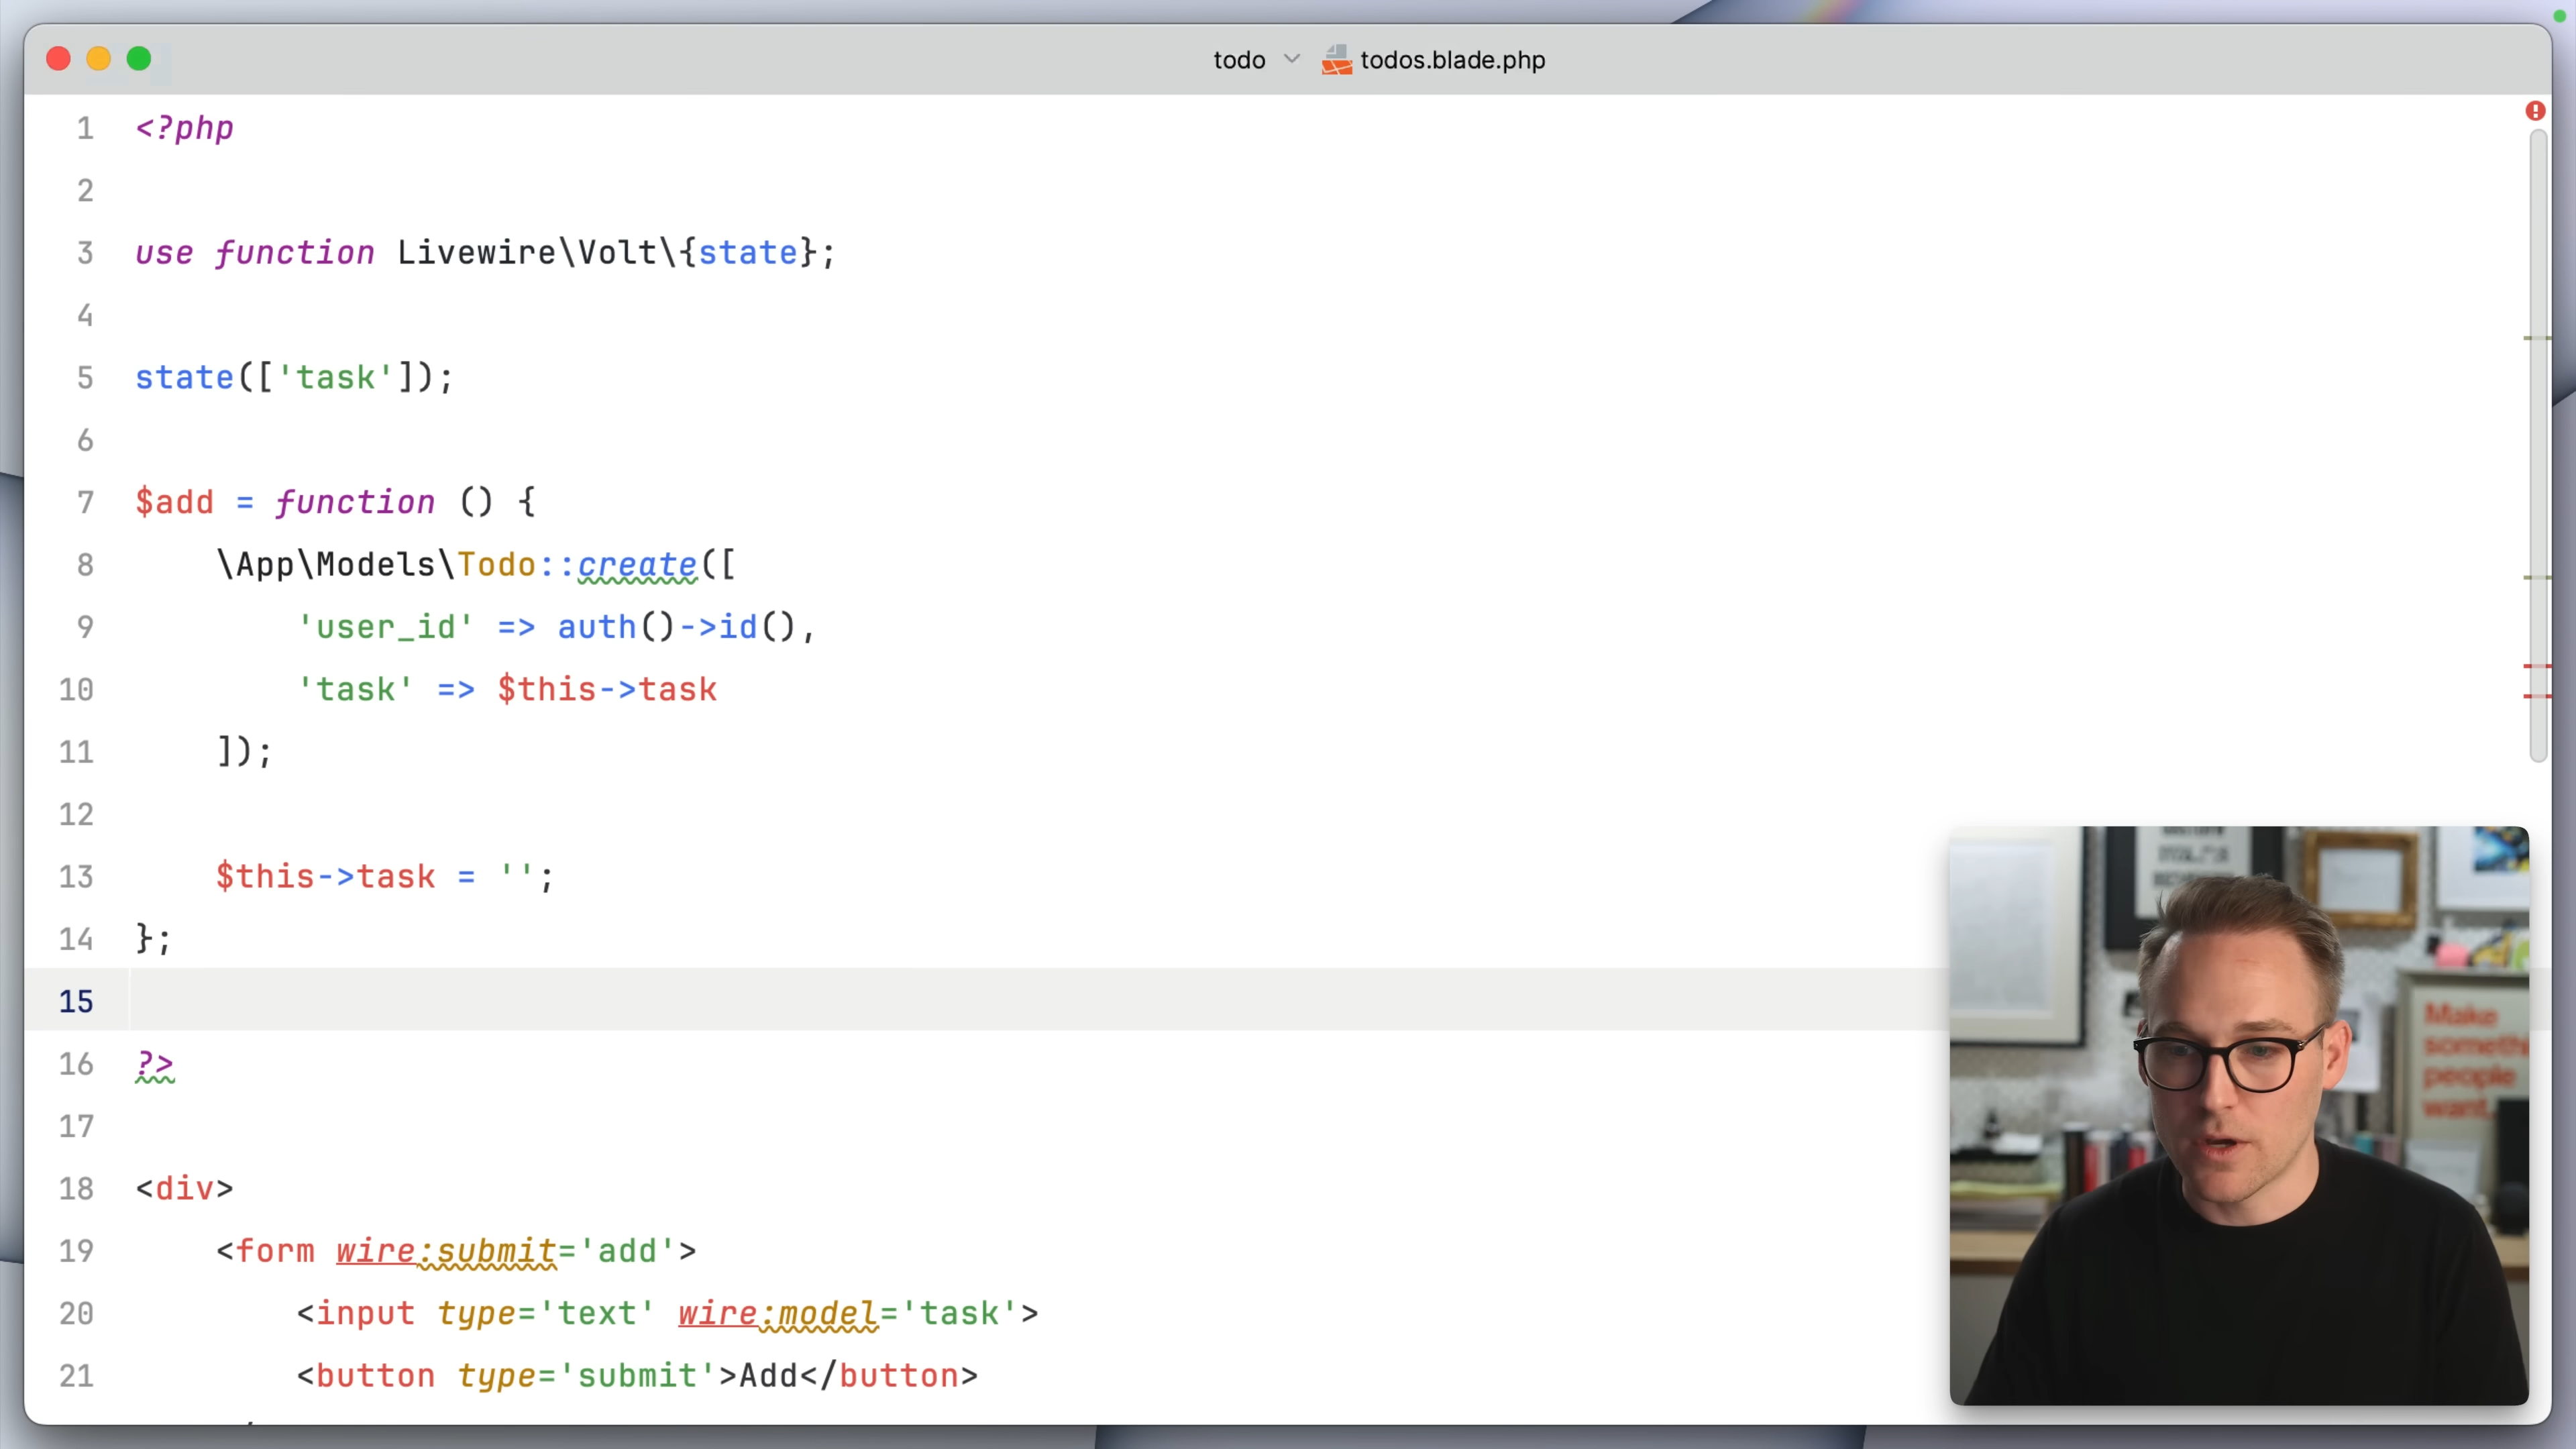 todo todos.blade.php
1 <?php
2
3 use function Livewire\Volt\{state};
4
5 state(['task']);
6
7 $add = function () {
8 \App\Models\Todo::create([
9 'user_id' => auth()->id(),
10 'task' => $this->task
11 ]);
12
13 $this->task = '';
14 };
15
16 ?>
17
18 <div>
19 <form wire:submit='add'>
20 <input type='text' wire:model='task'>
21 <button type='submit'>Add</button>
Make
people
want